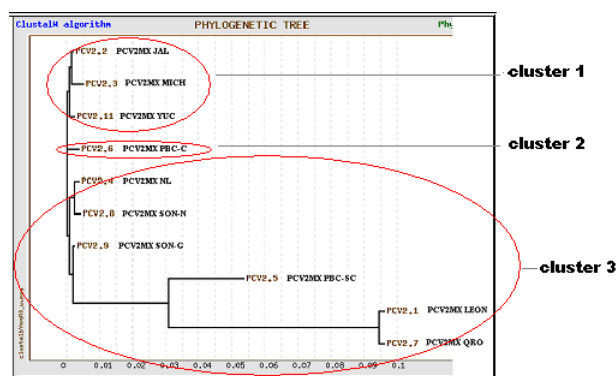 ClustalW algorithm PHYLOGENETIC TREE Phy
PCV2.2 PCV2MX JAL
cluster 1
PCV2.3 PCV2MX MICH
PCV2.11 PCV2MX YUC
cluster 2
PCV2.6 PCV2MX PBC-C
PCV2.4 PCV2MX NL
PCV2.8 PCV2MX SON-N
PCV2.9 PCV2MX SON-G
cluster 3
PCV2.5 PCV2MX PBC-SC
PCV2.1 PCV2MX LEON
PCV2.7 PCV2MX QRO
0 0.01 0.02 0.03 0.04 0.05 0.06 0.07 0.08 0.09 0.1